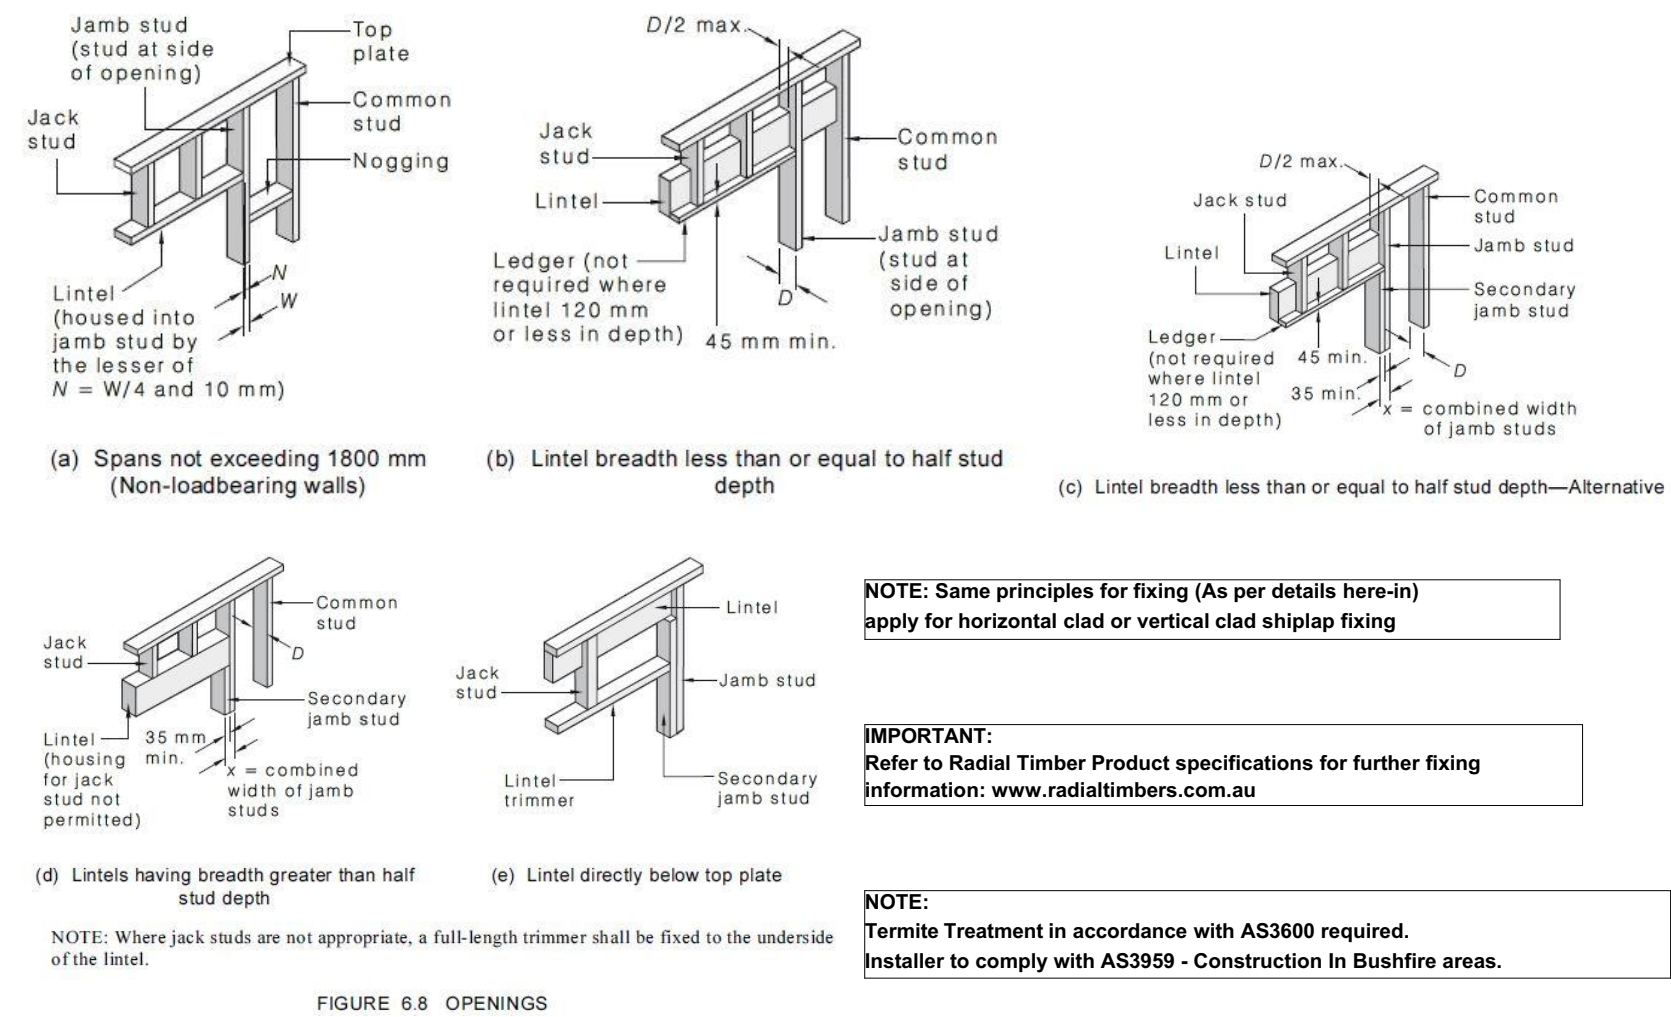 Jamb stud
(stud at side
of opening)
Top
plate
Common
stud
Jack
stud
Nogging
N
W
Lintel
(housed into
jamb stud by
the lesser of
N = W/4 and 10 mm)
(a) Spans not exceeding 1800 mm
(Non-loadbearing walls)
D/2 max.
Jack
stud
Common
stud
Lintel
Jamb stud
(stud at
side of
opening)
Ledger (not
required where
lintel 120 mm
or less in depth)
D
45 mm min.
(b) Lintel breadth less than or equal to half stud
depth
D/2 max.
Jack stud
Common
stud
Lintel
Jamb stud
Secondary
jamb stud
Ledger
(not required
where lintel
120 mm or
less in depth)
45 min.
35 min.
D
x = combined width
of jamb studs
(c) Lintel breadth less than or equal to half stud depth—Alternative
Common
stud
Jack
stud
D
Secondary
jamb stud
Lintel
(housing
for jack
stud not
permitted)
35 mm
min.
x = combined
width of jamb
studs
(d) Lintels having breadth greater than half
stud depth
Lintel
Jack
stud
Jamb stud
Lintel
trimmer
Secondary
jamb stud
(e) Lintel directly below top plate
NOTE: Where jack studs are not appropriate, a full-length trimmer shall be fixed to the underside
of the lintel.
FIGURE 6.8 OPENINGS
NOTE: Same principles for fixing (As per details here-in)
apply for horizontal clad or vertical clad shiplap fixing
IMPORTANT:
Refer to Radial Timber Product specifications for further fixing
information: www.radialtimbers.com.au
NOTE:
Termite Treatment in accordance with AS3600 required.
Installer to comply with AS3959 - Construction In Bushfire areas.